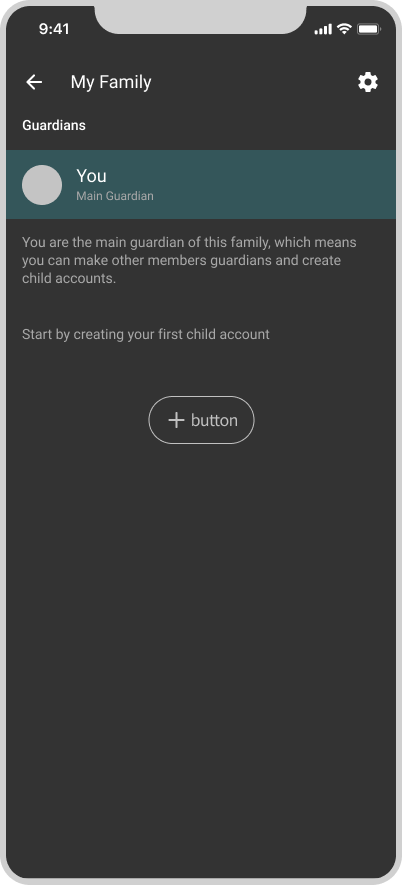 9:41
My Family
Guardians
You
Main Guardian
You are the main guardian of this family, which means
you can make other members guardians and create
child accounts.
Start by creating your first child account
button